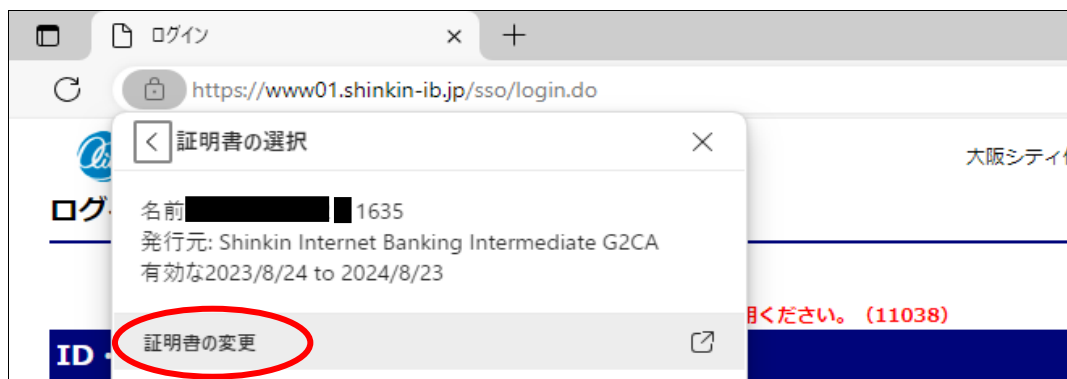 ログイン
https://www01.shinkin-ib.jp/sso/login.do
証明書の選択
大阪シティ
ログ
名前 1635
発行元: Shinkin Internet Banking Intermediate G2CA
有効な2023/8/24 to 2024/8/23
ください。（11038）
証明書の変更
ID・